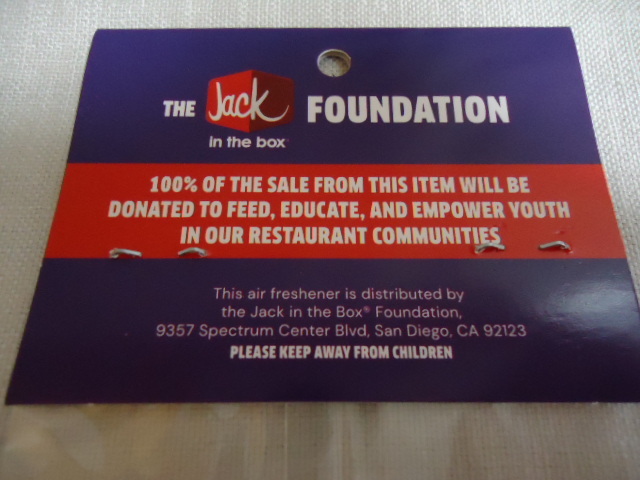 THE Jack FOUNDATION
in the box®
100% OF THE SALE FROM THIS ITEM WILL BE
DONATED TO FEED, EDUCATE, AND EMPOWER YOUTH
IN OUR RESTAURANT COMMUNITIES
This air freshener is distributed by
the Jack in the Box® Foundation,
9357 Spectrum Center Blvd, San Diego, CA 92123
PLEASE KEEP AWAY FROM CHILDREN